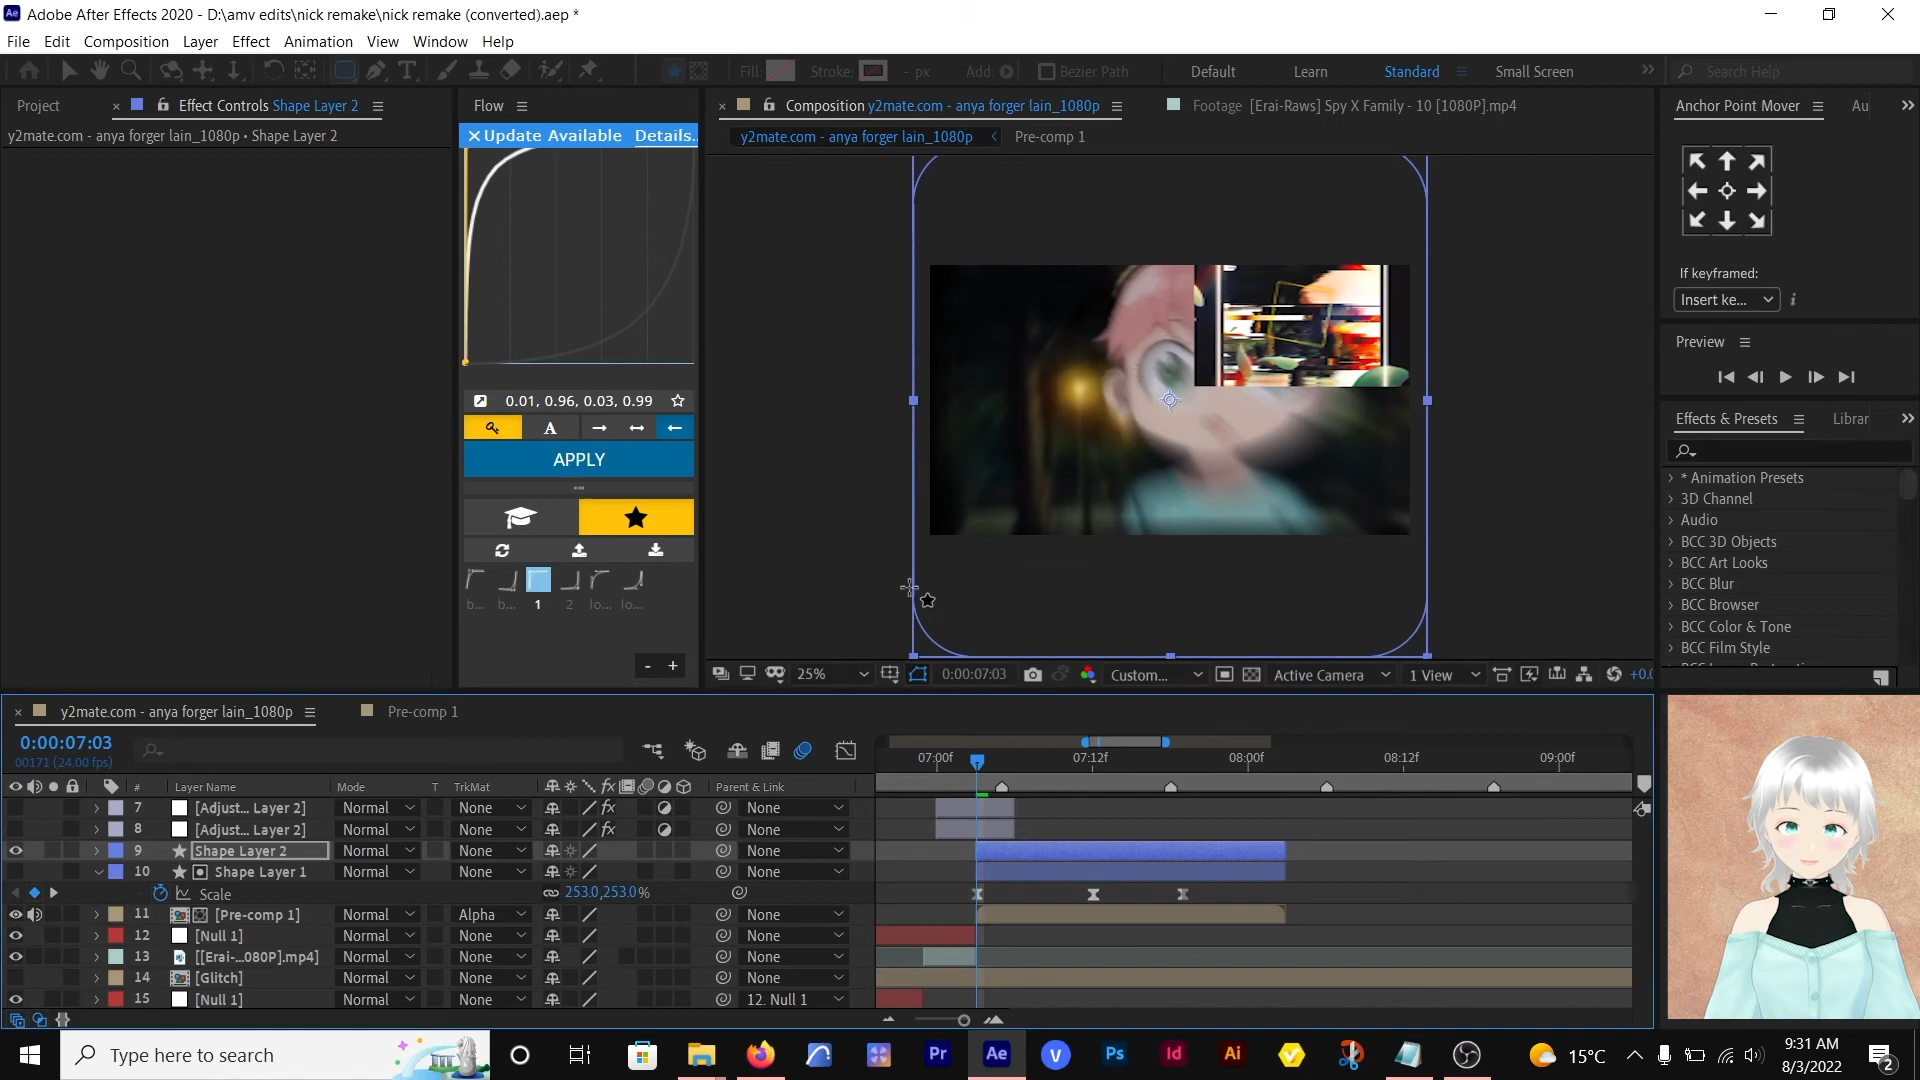 Adobe After Effects 2020 - D:\amv edits\nick remake\nick remake (converted).aep *
File Edit Composition Layer Effect Animation View Window Help
Fill: Stroke: - px Add: Bezier Path Default Learn Standard Small Screen Search Help
Project Effect Controls Shape Layer 2 Flow Composition y2mate.com - anya forger lain_1080p Footage [Erai-Raws] Spy X Family - 10 [1080P].mp4 Anchor Point Mover Au
y2mate.com - anya forger lain_1080p • Shape Layer 2
Update Available Details..
y2mate.com - anya forger lain_1080p Pre-comp 1
If keyframed:
Insert ke...
Preview
0.01, 0.96, 0.03, 0.99
A
APPLY
Effects & Presets Librar
* Animation Presets
3D Channel
Audio
BCC 3D Objects
BCC Art Looks
BCC Blur
BCC Browser
BCC Color & Tone
BCC Film Style
b... b... 1 2 lo... lo...
- +
25% 0:00:07:03 Custom... Active Camera 1 View +0.0
y2mate.com - anya forger lain_1080p Pre-comp 1
0:00:07:03
00171 (24.00 fps)
07:00f 07:12f 08:00f 08:12f 09:00f
# Layer Name Mode T TrkMat Parent & Link
7 [Adjust... Layer 2] Normal None None
8 [Adjust... Layer 2] Normal None None
9 Shape Layer 2 Normal None None
10 Shape Layer 1 Normal None None
Scale 253.0,253.0%
11 [Pre-comp 1] Normal Alpha None
12 [Null 1] Normal None None
13 [[Erai-...080P].mp4] Normal None None
14 [Glitch] Normal None None
15 [Null 1] Normal None 12. Null 1
Type here to search
Pr Ae V Ps Id Ai
15°C
9:31 AM
8/3/2022
2